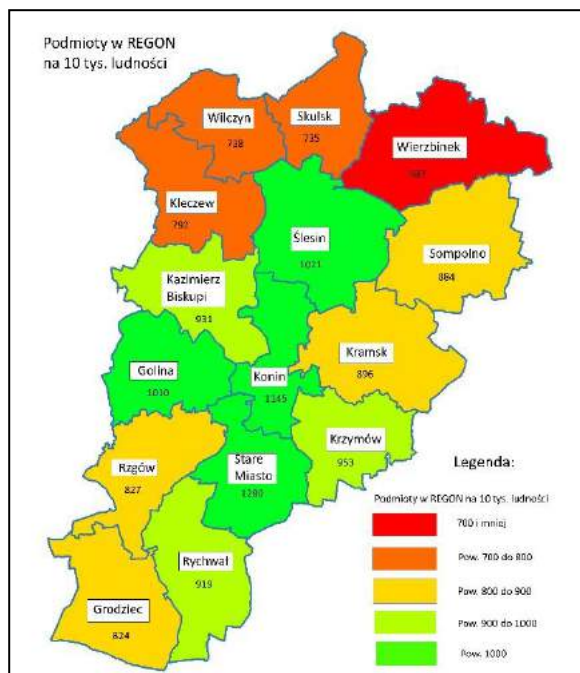 Podmioty w REGON
na 10 tys. ludności
Wilczyn
Skulsk
735
Wierzbinek
Kleczew
792
Ślesin
1021
Sompolno
884
Kazimierz
Biskupi
931
Golina
1010
Konin
1145
Kramsk
896
Krzymów
953
Rzgów
827
Stare
Miasto
Rychwał
919
Grodziec
824
Legenda:
Podmioty w REGON na 10 tys. ludności
700 i mniej
Pow. 700 do 800
Pow. 800 do 900
Pow. 900 do 1000
Pow. 1000